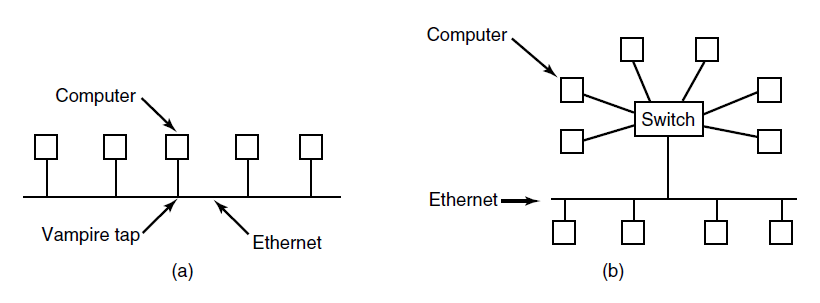 Computer
Vampire tap
Ethernet
(a)
Computer
Switch
Ethernet
(b)